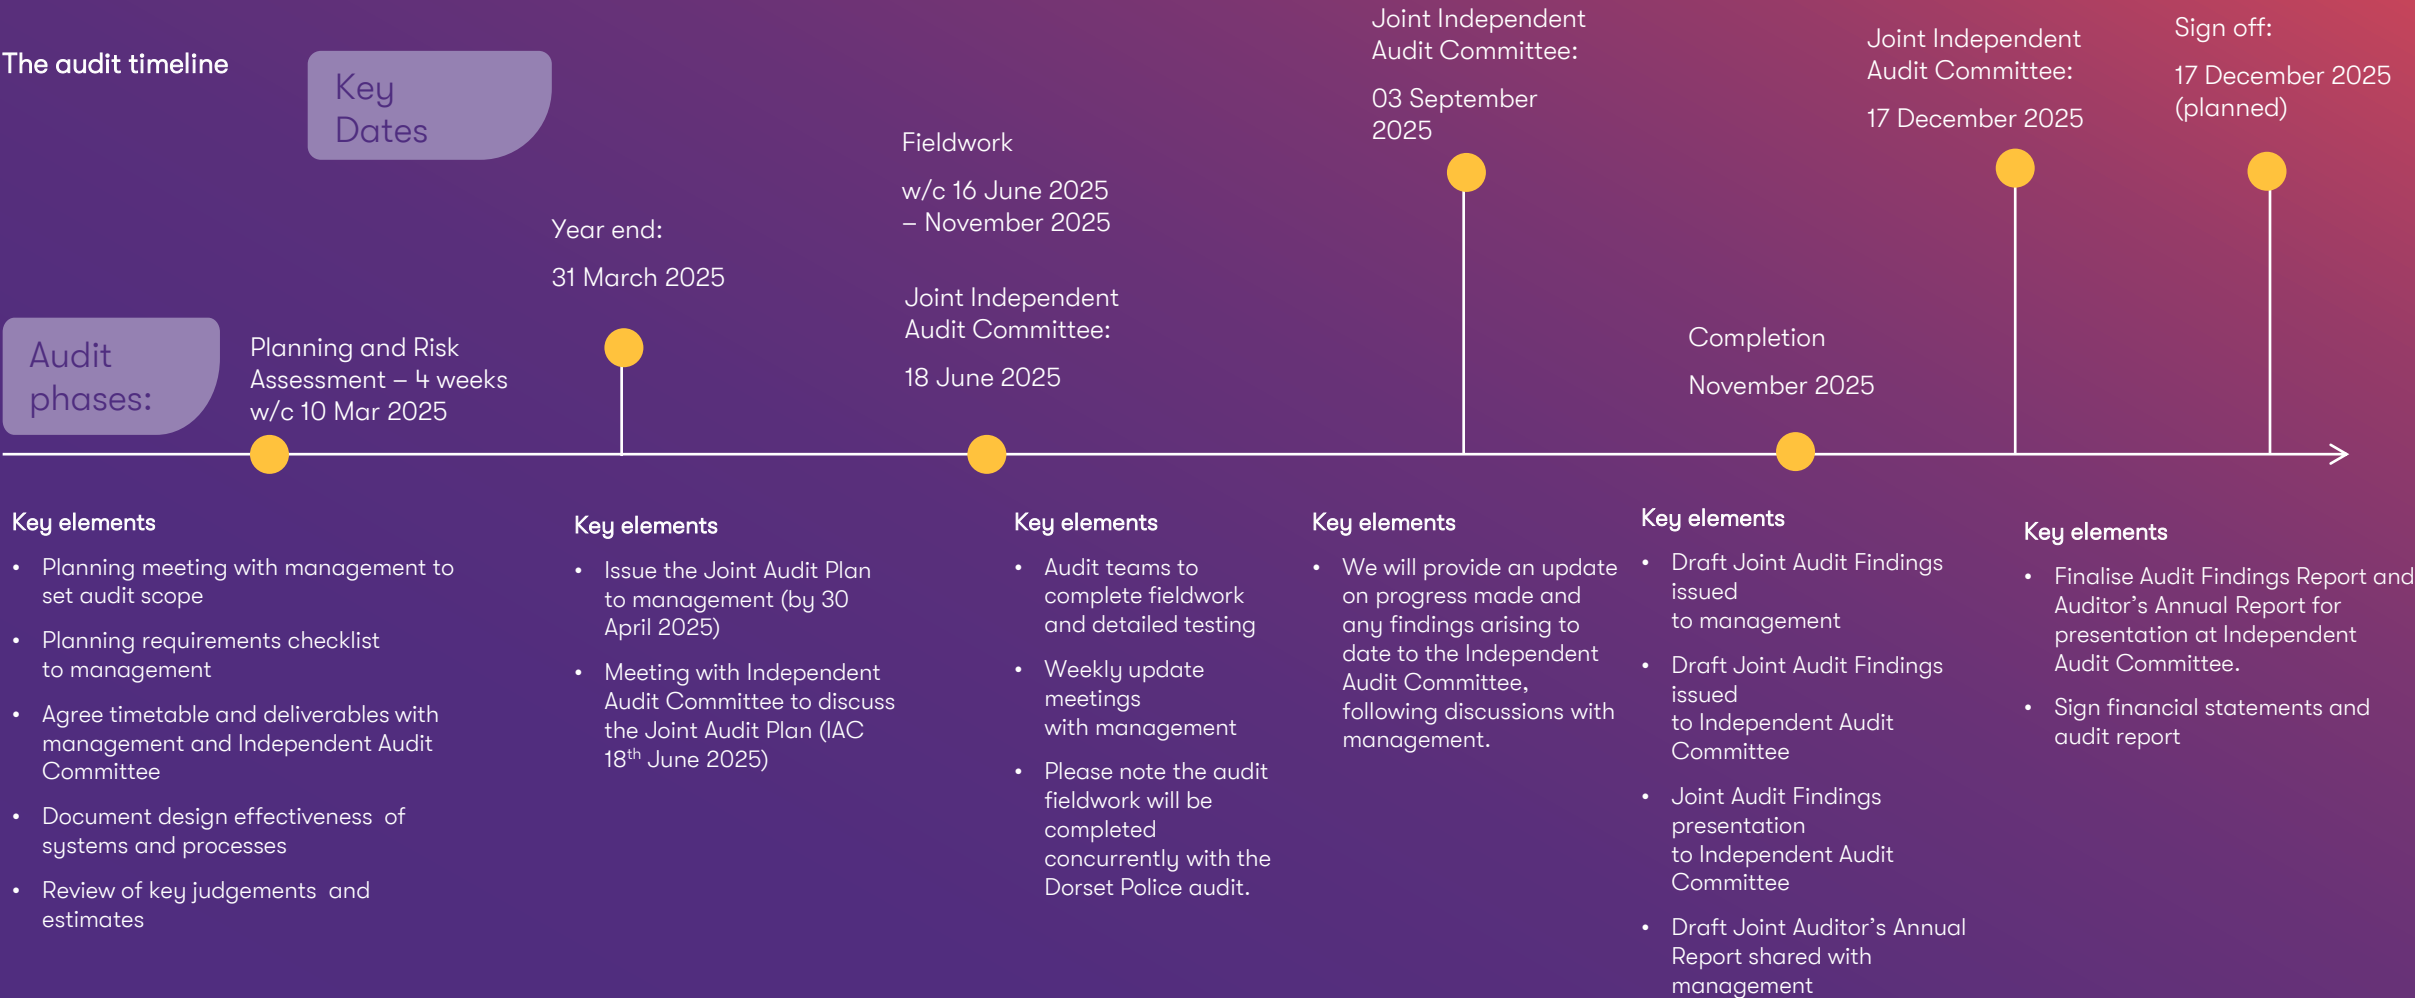 The audit timeline
Key
Dates
Audit
phases:
Planning and Risk
Assessment – 4 weeks
w/c 10 Mar 2025
Year end:
31 March 2025
Fieldwork
w/c 16 June 2025
– November 2025
Joint Independent
Audit Committee:
18 June 2025
Joint Independent
Audit Committee:
03 September
2025
Completion
November 2025
Joint Independent
Audit Committee:
17 December 2025
Sign off:
17 December 2025
(planned)
Key elements
• Planning meeting with management to
set audit scope
• Planning requirements checklist
to management
• Agree timetable and deliverables with
management and Independent Audit
Committee
• Document design effectiveness  of
systems and processes
• Review of key judgements  and
estimates
Key elements
• Issue the Joint Audit Plan
to management (by 30
April 2025)
• Meeting with Independent
Audit Committee to discuss
the Joint Audit Plan (IAC
18th June 2025)
Key elements
• Audit teams to
complete fieldwork
and detailed testing
• Weekly update
meetings
with management
• Please note the audit
fieldwork will be
completed
concurrently with the
Dorset Police audit.
Key elements
• We will provide an update
on progress made and
any findings arising to
date to the Independent
Audit Committee,
following discussions with
management.
Key elements
• Draft Joint Audit Findings
issued
to management
• Draft Joint Audit Findings
issued
to Independent Audit
Committee
• Joint Audit Findings
presentation
to Independent Audit
Committee
• Draft Joint Auditor’s Annual
Report shared with
management
Key elements
• Finalise Audit Findings Report and
Auditor’s Annual Report for
presentation at Independent
Audit Committee.
• Sign financial statements and
audit report